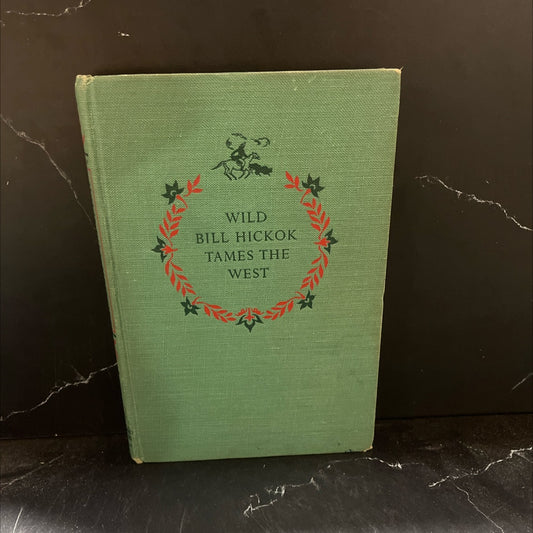 WILD
BILL HICKOK
TAMES THE
WEST